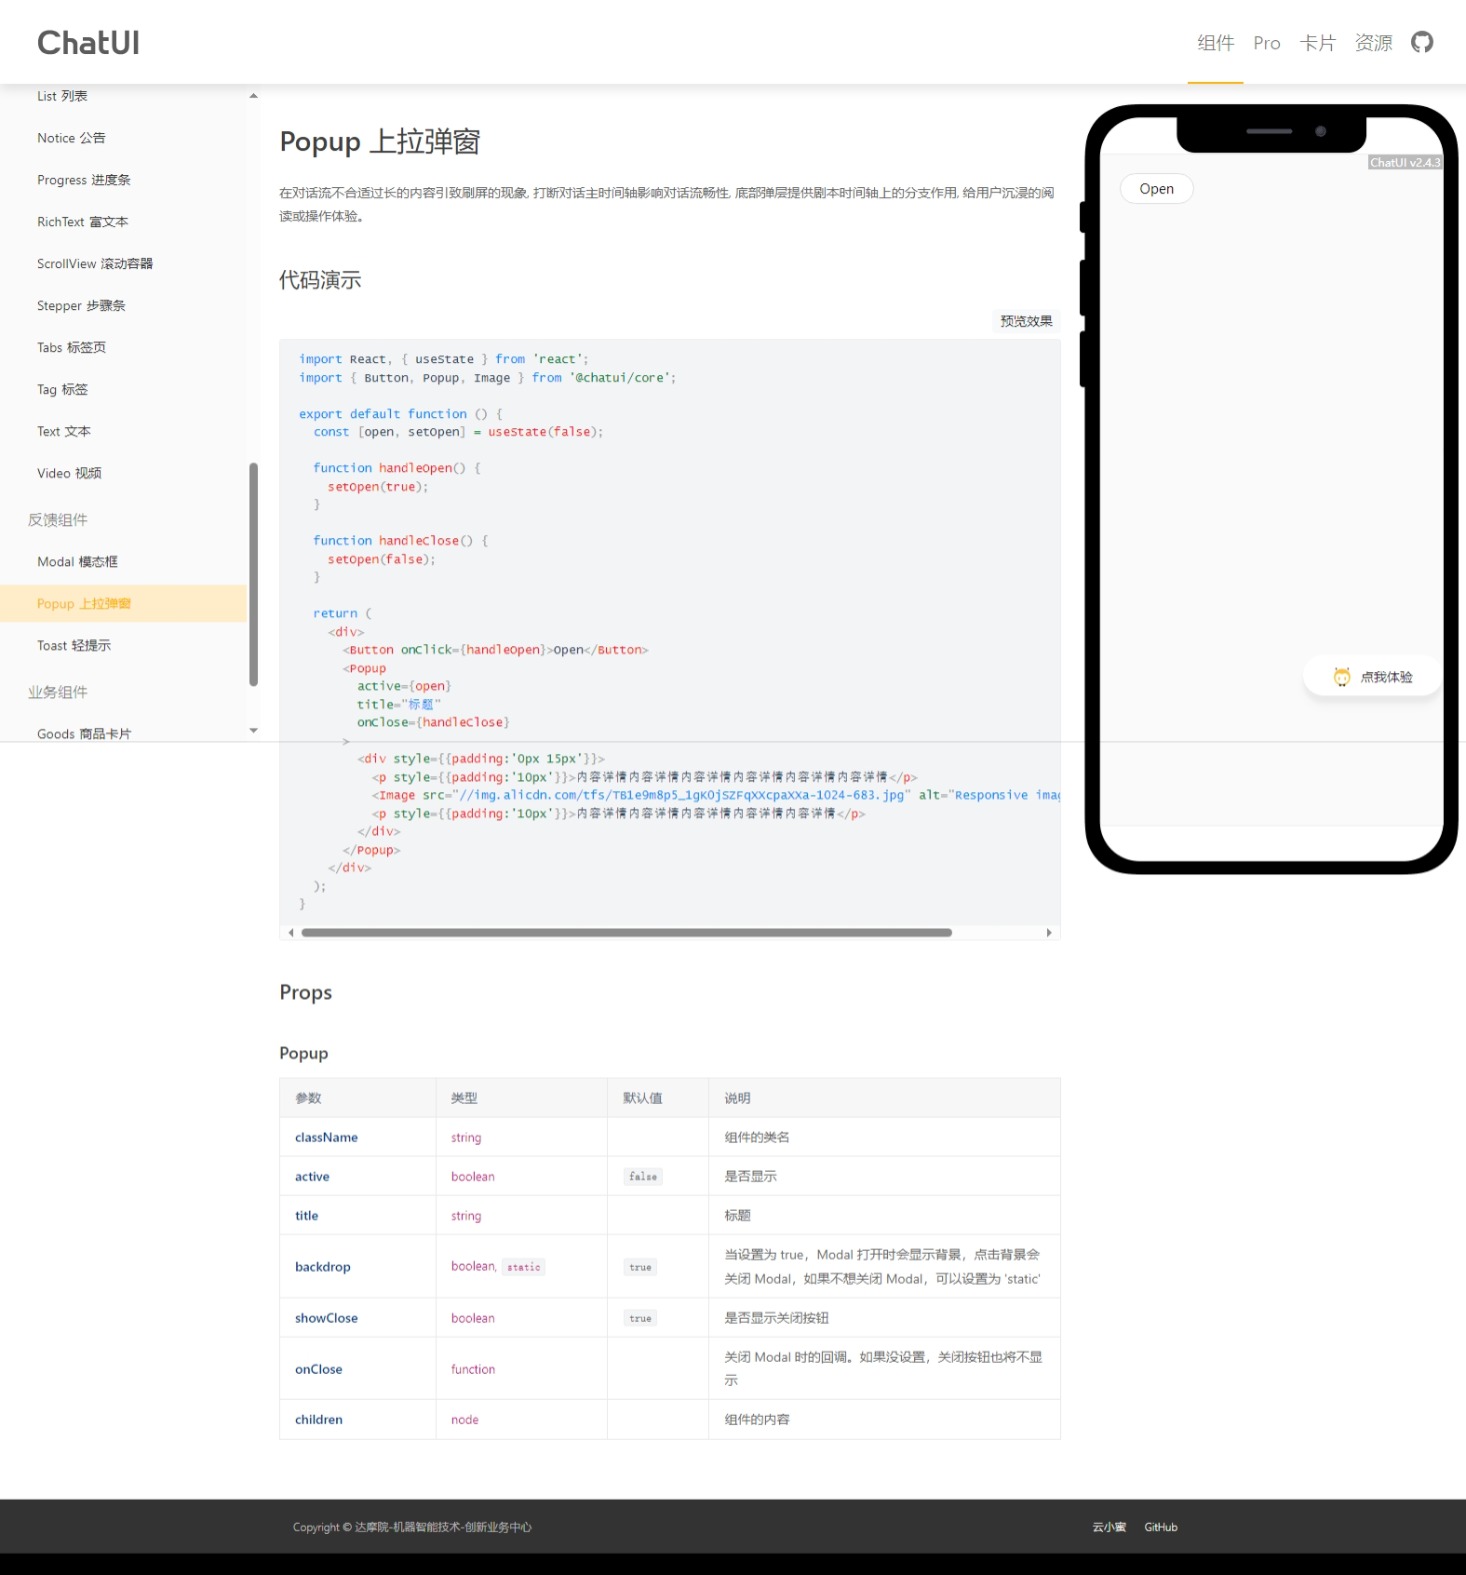 ChatUI
组件 Pro 卡片 资源
List 列表
Notice 公告
Progress 进度条
RichText 富文本
ScrollView 滚动容器
Stepper 步骤条
Tabs 标签页
Tag 标签
Text 文本
Video 视频
反馈组件
Modal 模态框
Popup 上拉弹窗
Toast 轻提示
业务组件
Goods 商品卡片
Popup 上拉弹窗
在对话流不合适过长的内容引致刷屏的现象, 打断对话主时间轴影响对话流畅性, 底部弹层提供剧本时间轴上的分支作用, 给用户沉浸的阅
读或操作体验。
代码演示
预览效果
import React, { useState } from 'react';
import { Button, Popup, Image } from '@chatui/core';
export default function () {
const [open, setOpen] = useState(false);
function handleOpen() {
setOpen(true);
}
function handleClose() {
setOpen(false);
}
return (
<div>
<Button onClick={handleOpen}>Open</Button>
<Popup
active={open}
title="标题"
onClose={handleClose}
>
<div style={{padding:'0px 15px'}}>
<p style={{padding:'10px'}}>内容详情内容详情内容详情内容详情内容详情内容详情</p>
<Image src="//img.alicdn.com/tfs/TB1e9m8p5_1gK0jSZFqXXcpaXXa-1024-683.jpg" alt="Responsive imag
<p style={{padding:'10px'}}>内容详情内容详情内容详情内容详情内容详情</p>
</div>
</Popup>
</div>
);
}
ChatUI v2.4.3
Open
点我体验
Props
Popup
参数 类型 默认值 说明
className string 组件的类名
active boolean false 是否显示
title string 标题
backdrop boolean, static true 当设置为 true，Modal 打开时会显示背景，点击背景会
关闭 Modal，如果不想关闭 Modal，可以设置为 'static'
showClose boolean true 是否显示关闭按钮
onClose function 关闭 Modal 时的回调。如果没设置，关闭按钮也将不显
示
children node 组件的内容
Copyright © 达摩院-机器智能技术-创新业务中心
云小蜜 GitHub